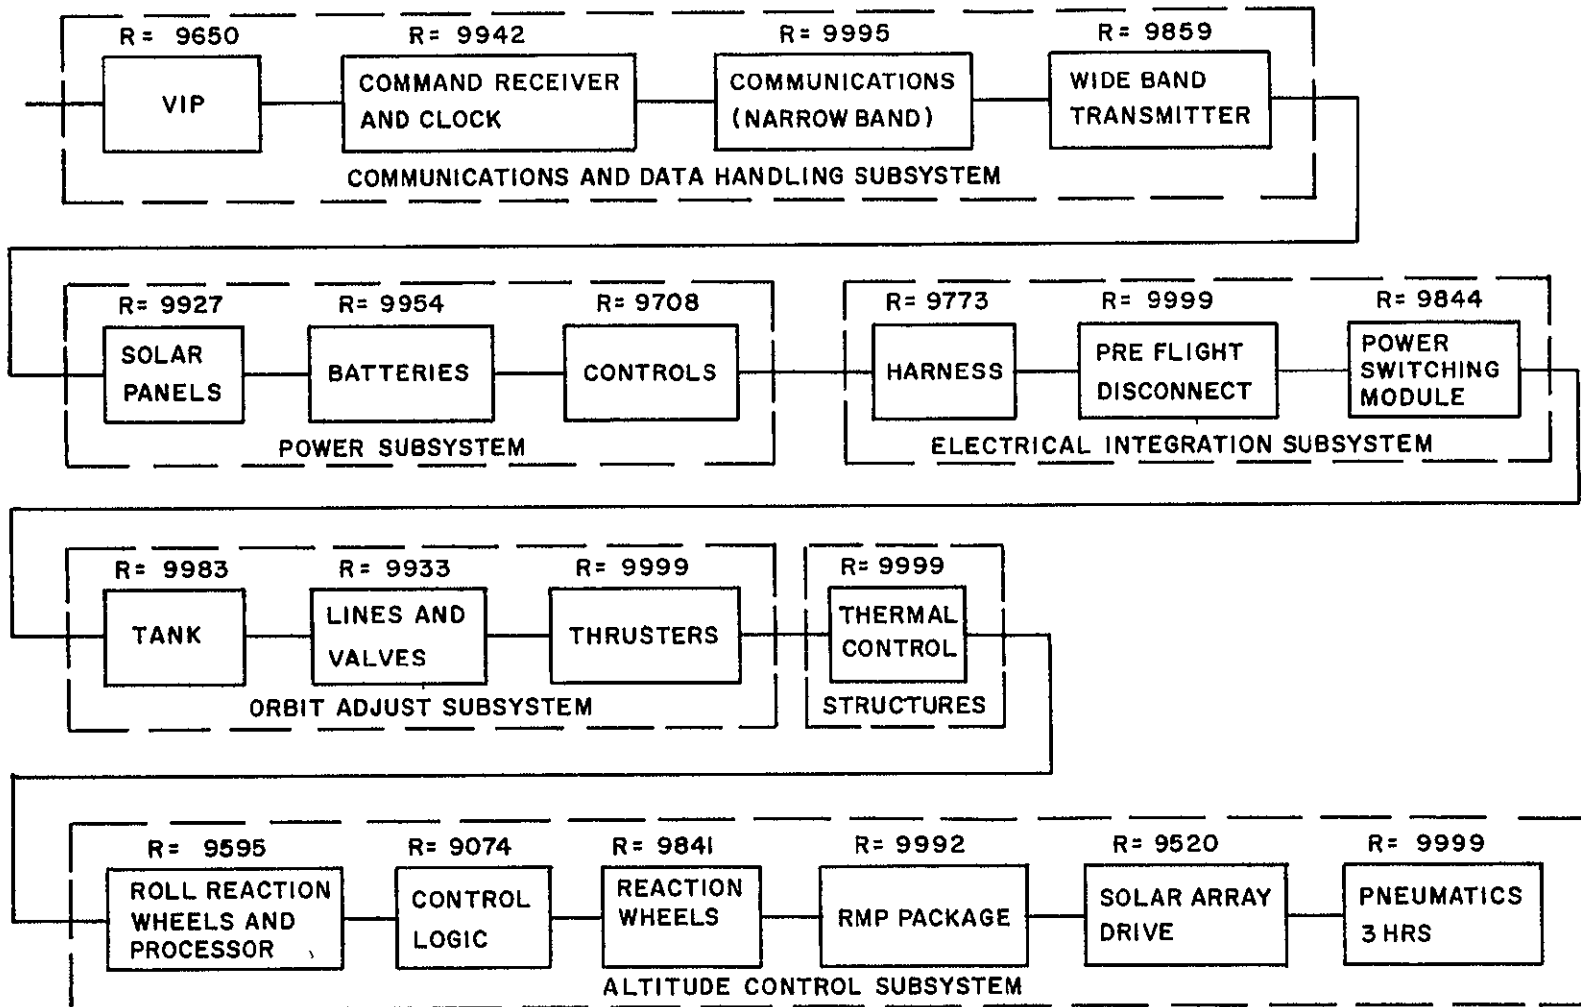 R= 9650
R= 9942
R= 9995
R= 9859
VIP
COMMAND RECEIVER
AND CLOCK
COMMUNICATIONS
(NARROW BAND)
WIDE BAND
TRANSMITTER
COMMUNICATIONS AND DATA HANDLING SUBSYSTEM
R= 9927
R= 9954
R= 9708
SOLAR
PANELS
BATTERIES
CONTROLS
POWER SUBSYSTEM
R= 9773
R= 9999
R= 9844
HARNESS
PRE FLIGHT
DISCONNECT
POWER
SWITCHING
MODULE
ELECTRICAL INTEGRATION SUBSYSTEM
R= 9983
R= 9933
R= 9999
TANK
LINES AND
VALVES
THRUSTERS
ORBIT ADJUST SUBSYSTEM
R= 9999
THERMAL
CONTROL
STRUCTURES
R= 9595
R= 9074
R= 9841
R= 9992
R= 9520
R= 9999
ROLL REACTION
WHEELS AND
PROCESSOR
CONTROL
LOGIC
REACTION
WHEELS
RMP PACKAGE
SOLAR ARRAY
DRIVE
PNEUMATICS
3 HRS
ALTITUDE CONTROL SUBSYSTEM